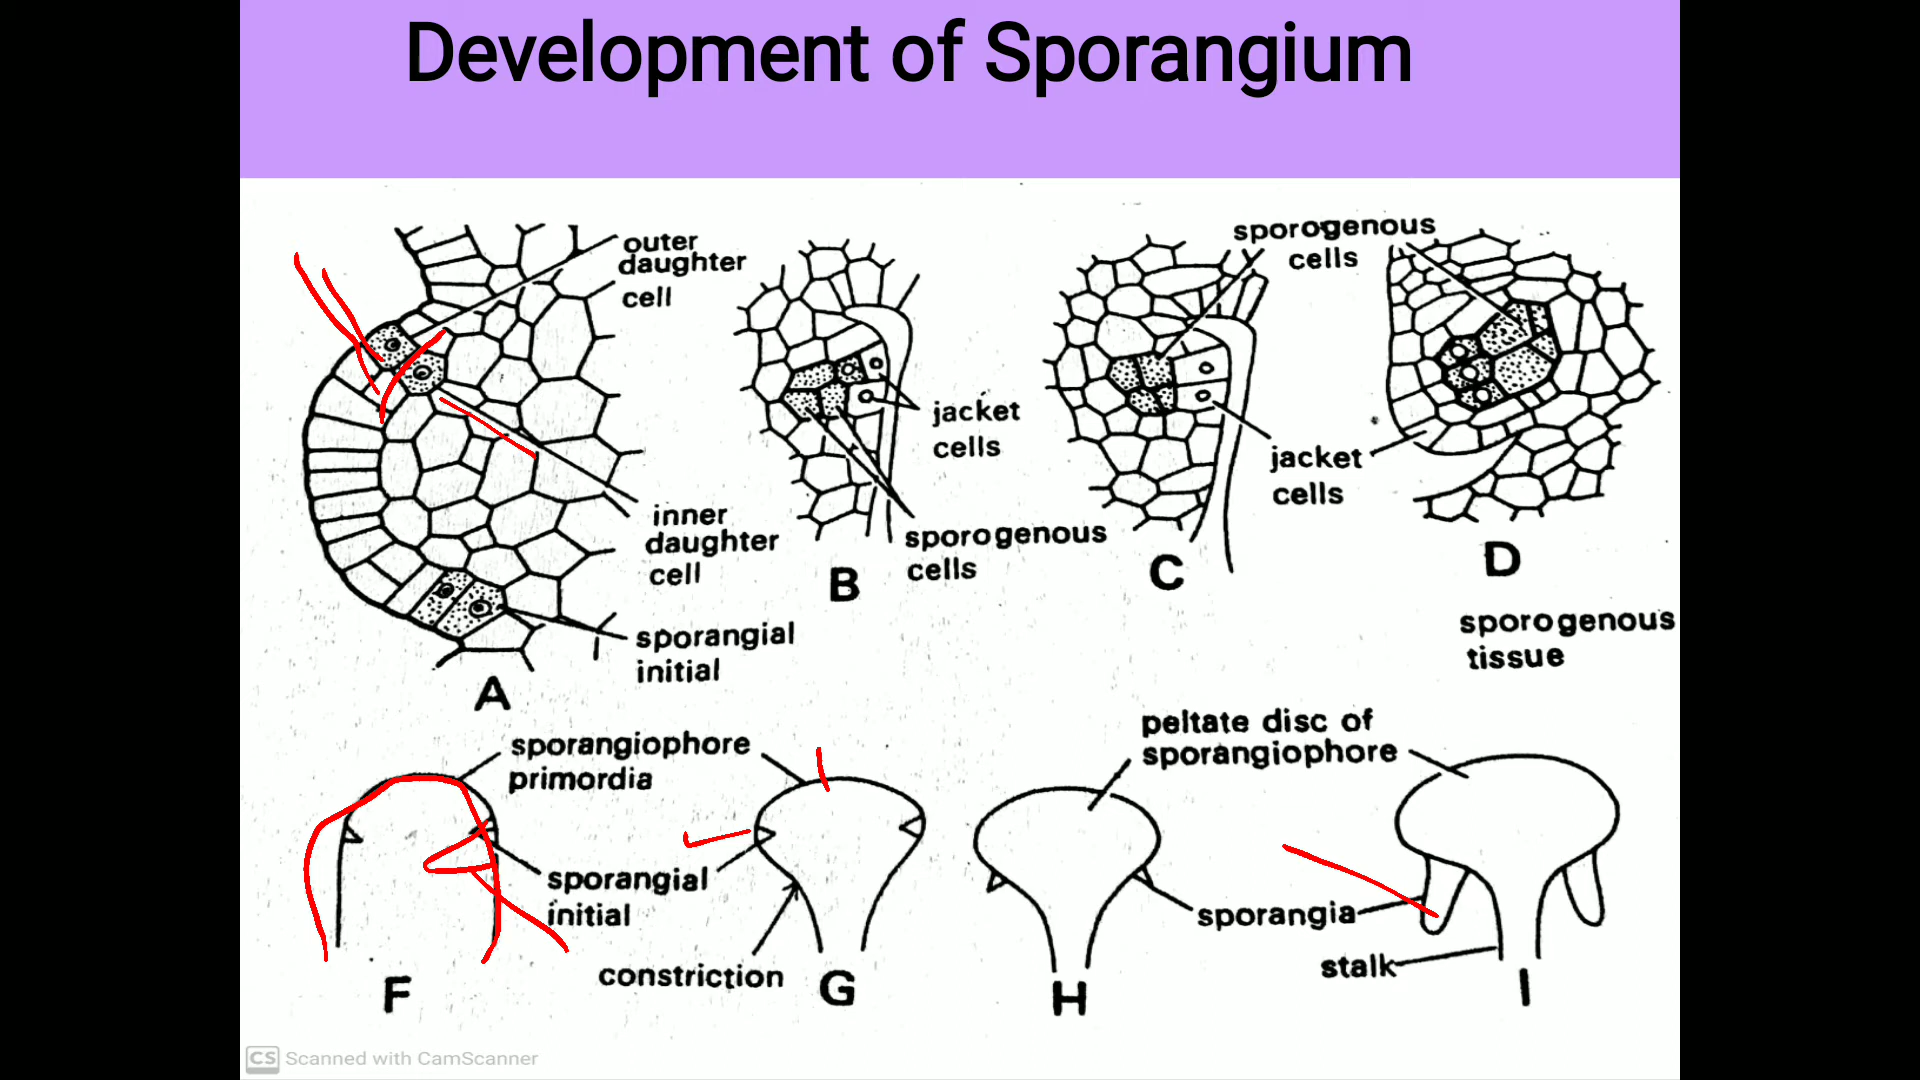 Development of Sporangium
outer
daughter
cell
inner
daughter
cell
sporangial
initial
A
jacket
cells
sporogenous
cells
B
sporogenous
cells
jacket
cells
C
D
sporogenous
tissue
sporangiophore
primordia
sporangial
initial
constriction
F
G
peltate disc of
sporangiophore
sporangia
stalk
H
I
CS Scanned with CamScanner